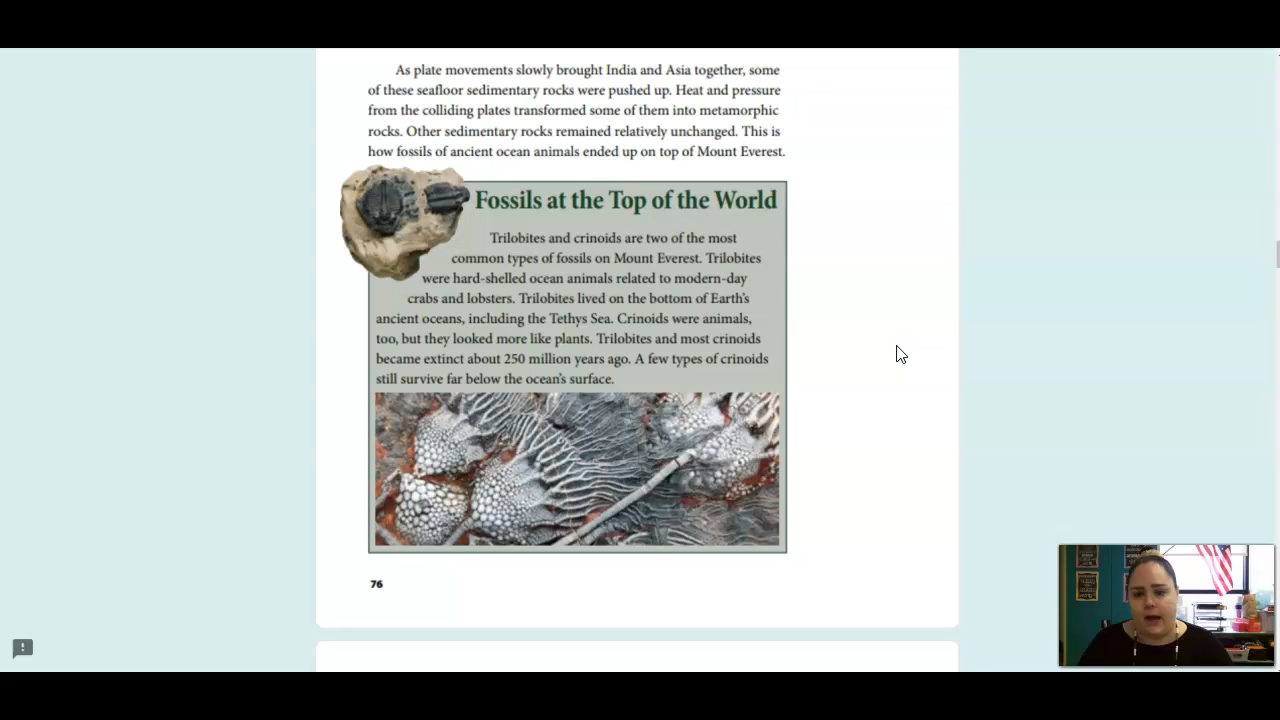 As plate movements slowly brought India and Asia together, some
of these seafloor sedimentary rocks were pushed up. Heat and pressure
from the colliding plates transformed some of them into metamorphic
rocks. Other sedimentary rocks remained relatively unchanged. This is
how fossils of ancient ocean animals ended up on top of Mount Everest.
Fossils at the Top of the World
Trilobites and crinoids are two of the most
common types of fossils on Mount Everest. Trilobites
were hard-shelled ocean animals related to modern-day
crabs and lobsters. Trilobites lived on the bottom of Earth's
ancient oceans, including the Tethys Sea. Crinoids were animals,
too, but they looked more like plants. Trilobites and most crinoids
became extinct about 250 million years ago. A few types of crinoids
still survive far below the ocean's surface.
76